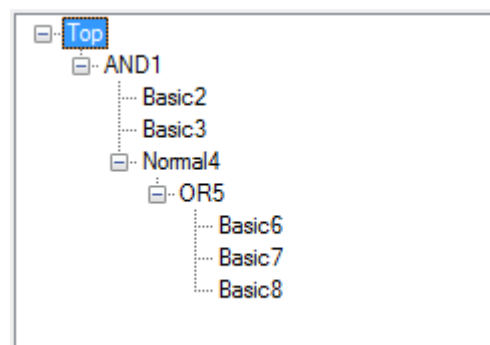 Top
AND1
Basic2
Basic3
Normal4
OR5
Basic6
Basic7
Basic8